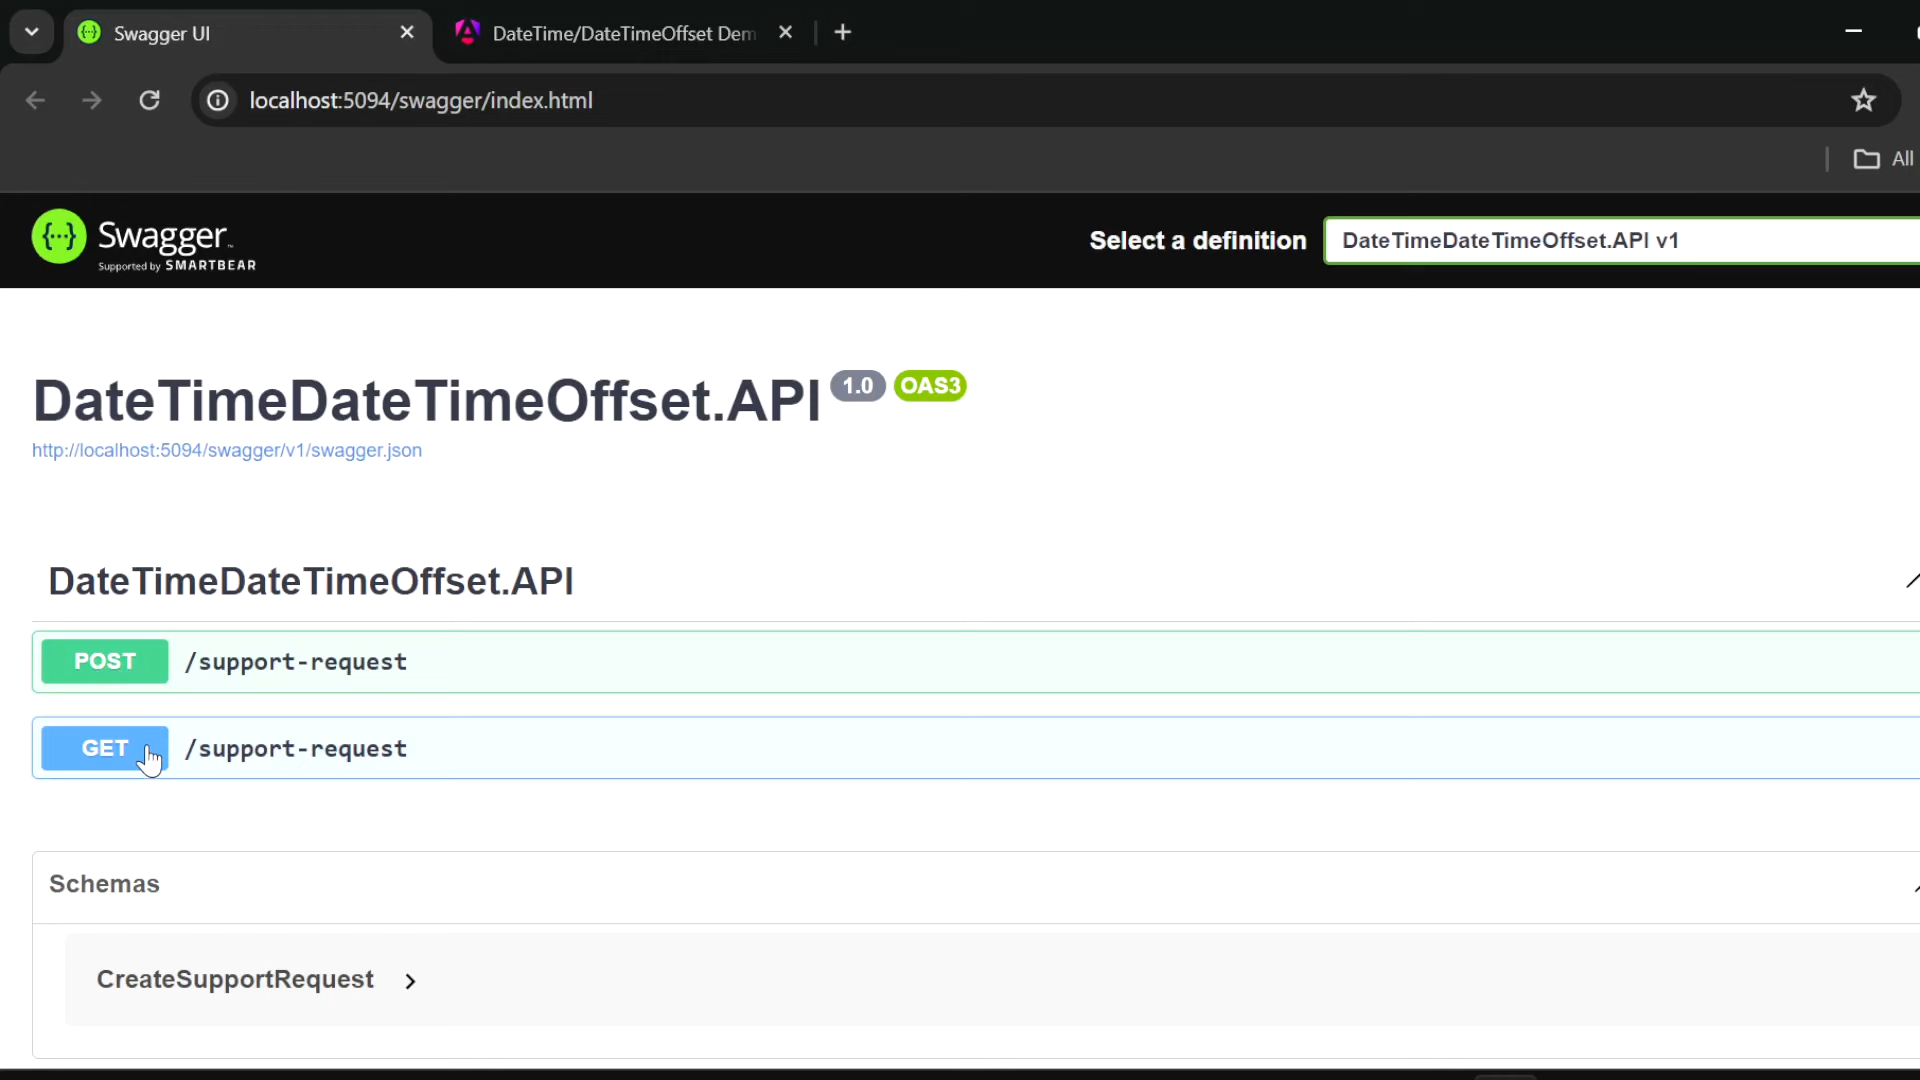 Swagger UI
DateTime/DateTimeOffset Dem
localhost:5094/swagger/index.html
All
Swagger
Supported by SMARTBEAR
Select a definition
DateTimeDateTimeOffset.API v1
DateTimeDateTimeOffset.API 1.0 OAS3
http://localhost:5094/swagger/v1/swagger.json
DateTimeDateTimeOffset.API
POST /support-request
GET /support-request
Schemas
CreateSupportRequest